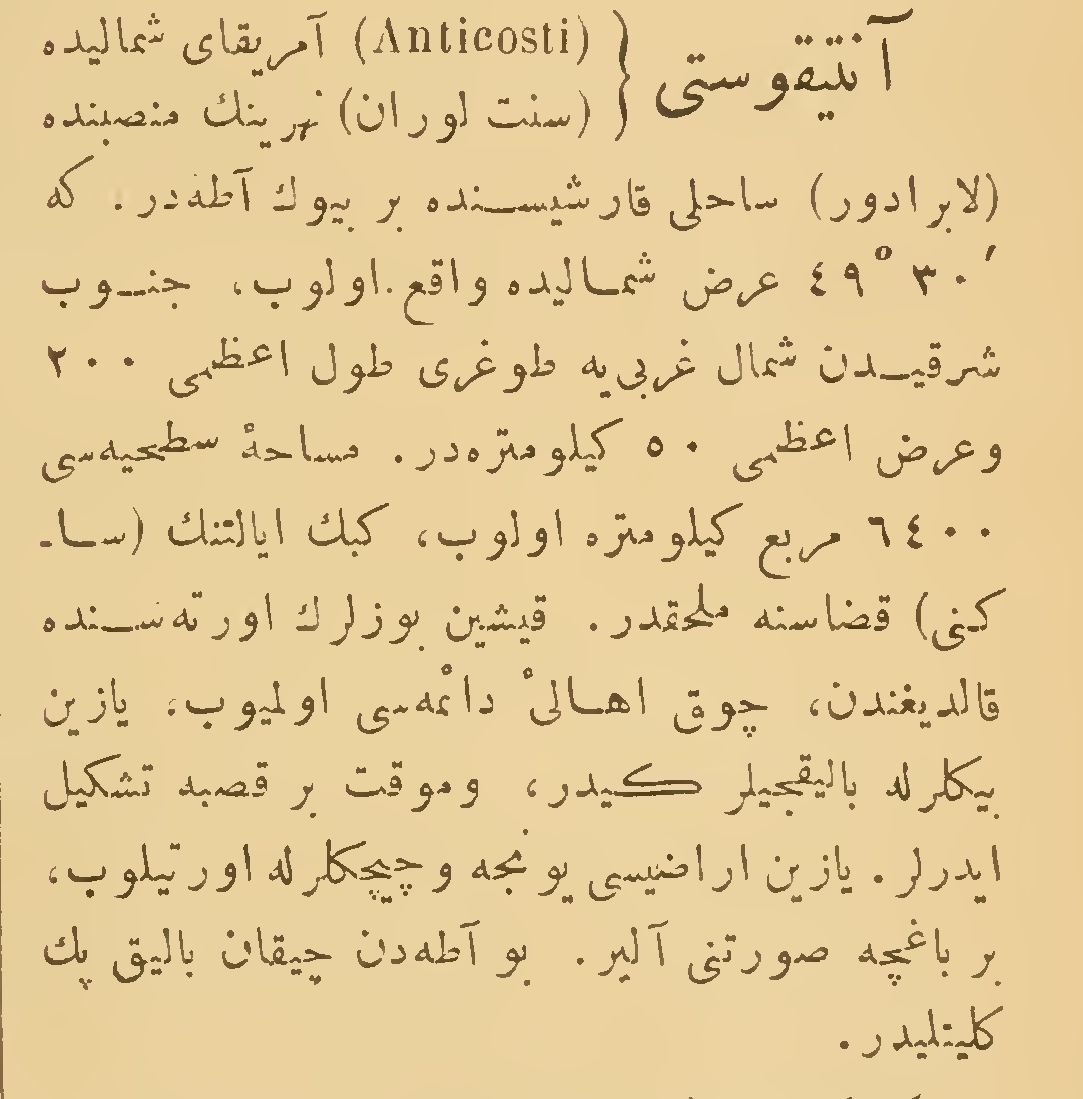 آنتيقوستى { (Anticosti) آمريقاى شماليده
(سنت لوران) نهرينك منصبنده
(لابرادور) ساحلى قارشيسنده بر بيوك آطه‌در . كه
٤٩° ٣٠′ عرض شماليده واقع اولوب، جنوب
شرقيدن شمال غربى‌يه طوغرى طول اعظمى ٢٠٠
وعرض اعظمى ٥٠ كيلومتره‌در . مساحهٔ سطحيه‌سى
٦٤٠٠ مربع كيلومتره اولوب، كبك ايالتنك (سا-
كنى) قضاسنه ملحقدر . قيشين بوزلرك اورته‌سنده
قالديغندن، چوق اهالئ دائمه‌سى اولميوب، يازين
بيكلرله باليقجيلر كيدر، وموقت بر قصبه تشكيل
ايدرلر . يازين اراضيسى يونجه وچيچكلرله اورتيلوب،
بر باغچه صورتنى آلير . بو آطه‌دن چيقان باليق پك
كليتليدر .